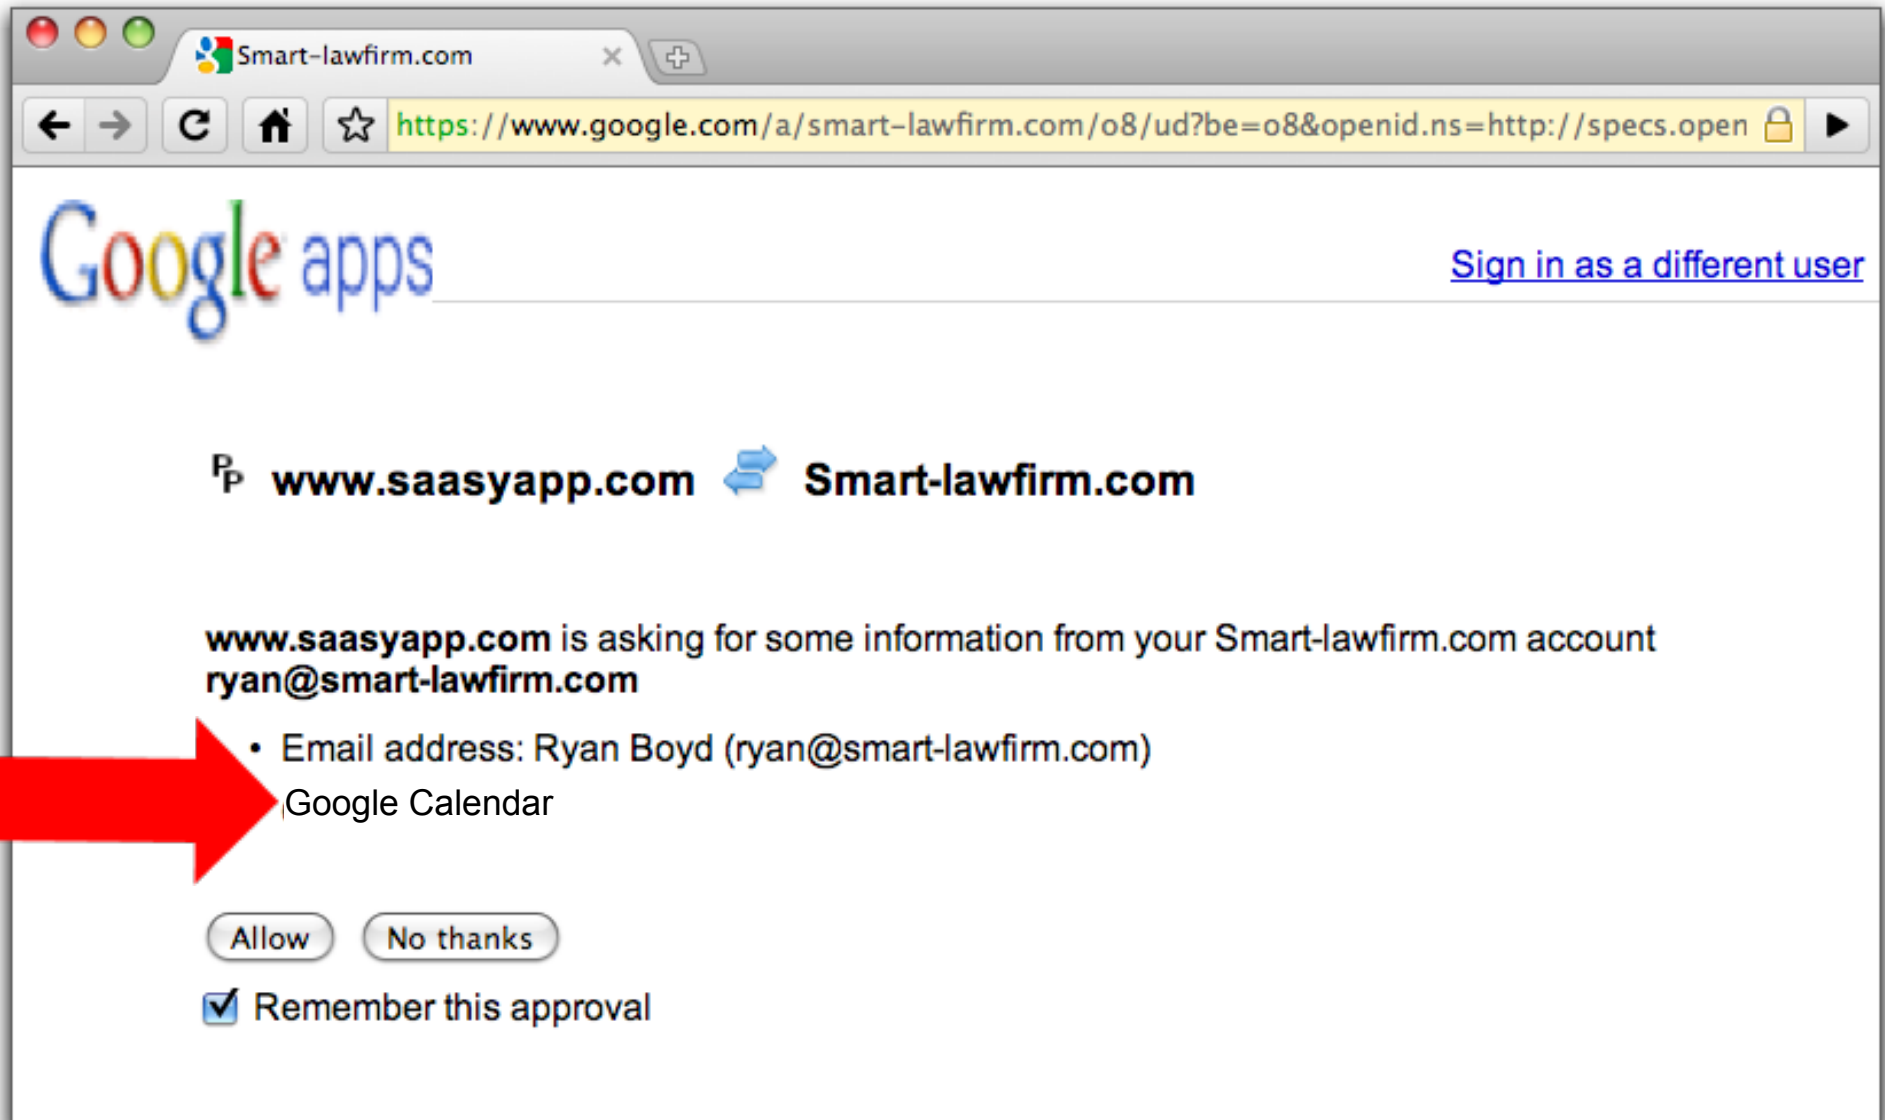 Smart-lawfirm.com
https://www.google.com/a/smart-lawfirm.com/o8/ud?be=o8&openid.ns=http://specs.open
Google apps
Sign in as a different user
PP www.saasyapp.com Smart-lawfirm.com
www.saasyapp.com is asking for some information from your Smart-lawfirm.com account
ryan@smart-lawfirm.com
• Email address: Ryan Boyd (ryan@smart-lawfirm.com)
Google Calendar
Allow No thanks
Remember this approval